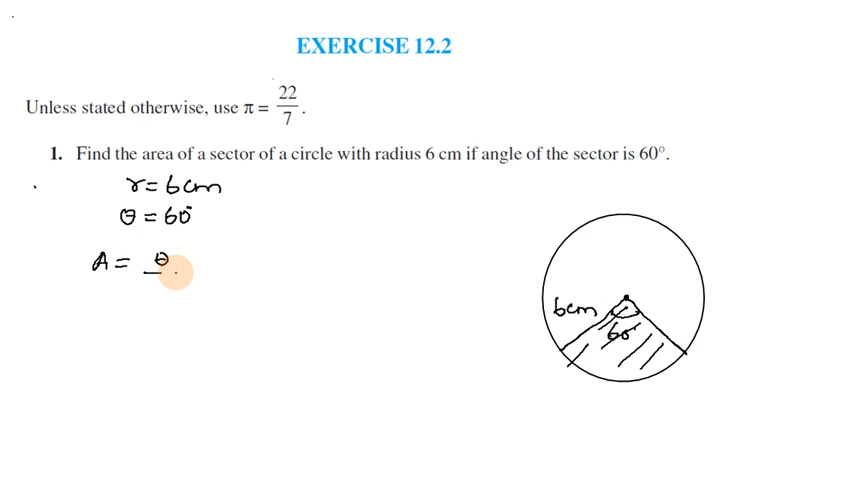 EXERCISE 12.2
Unless stated otherwise, use π = 22/7.
1. Find the area of a sector of a circle with radius 6 cm if angle of the sector is 60°.
r = 6cm
θ = 60°
A = θ
6cm
60°